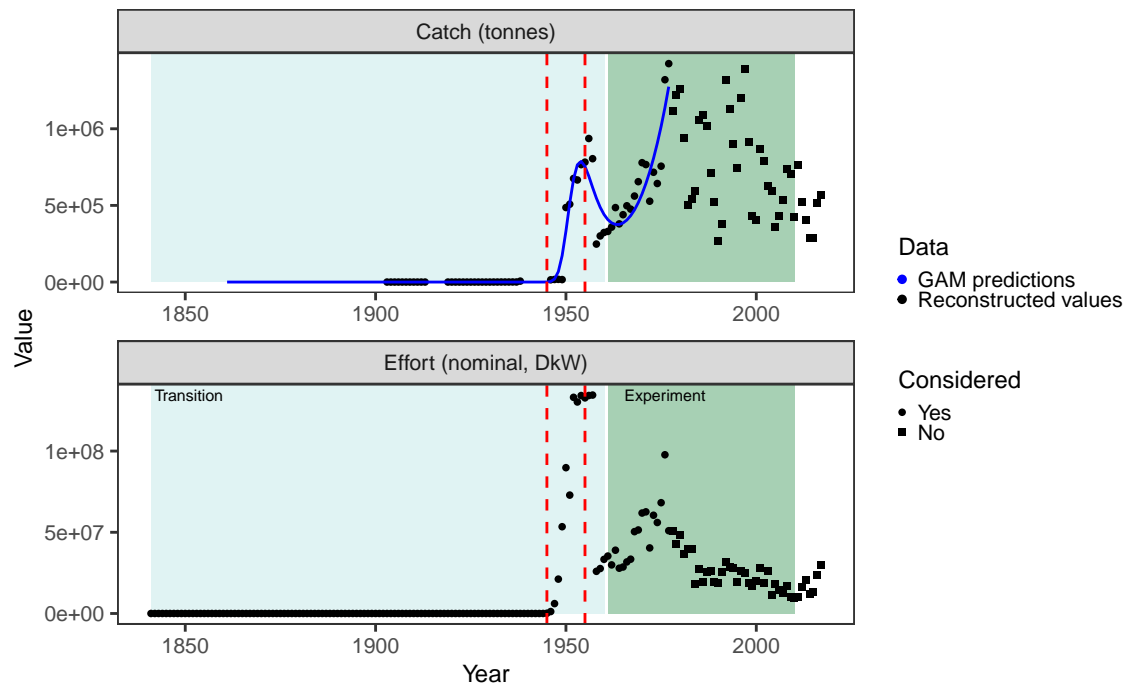 Catch (tonnes)
1e+06
5e+05
0e+00
1850
1900
1950
2000
Value
Effort (nominal, DkW)
Transition
Experiment
1e+08
5e+07
0e+00
1850
1900
1950
2000
Year
Data
GAM predictions
Reconstructed values
Considered
Yes
No